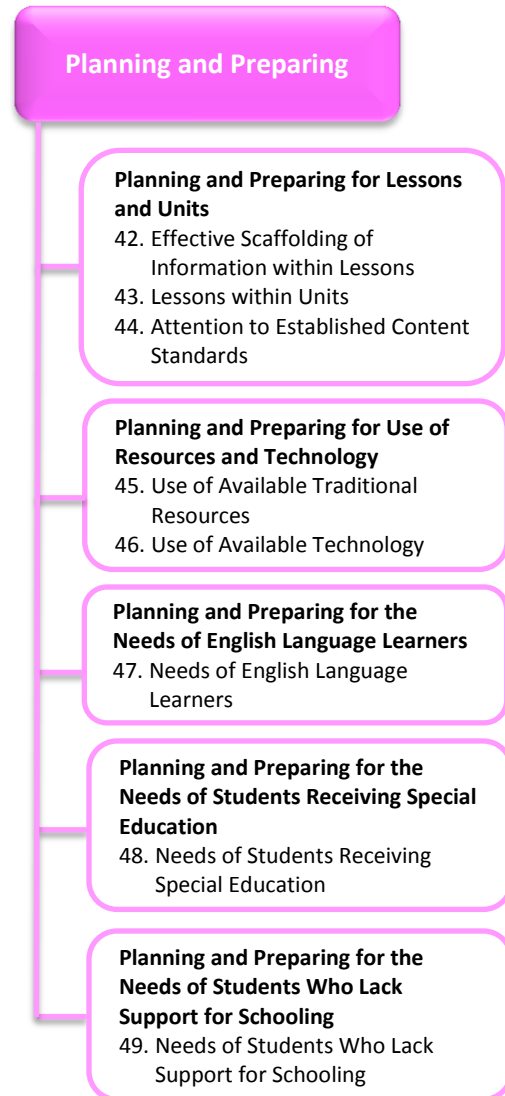 Planning and Preparing
Planning and Preparing for Lessons
and Units
42. Effective Scaffolding of
Information within Lessons
43. Lessons within Units
44. Attention to Established Content
Standards
Planning and Preparing for Use of
Resources and Technology
45. Use of Available Traditional
Resources
46. Use of Available Technology
Planning and Preparing for the
Needs of English Language Learners
47. Needs of English Language
Learners
Planning and Preparing for the
Needs of Students Receiving Special
Education
48. Needs of Students Receiving
Special Education
Planning and Preparing for the
Needs of Students Who Lack
Support for Schooling
49. Needs of Students Who Lack
Support for Schooling